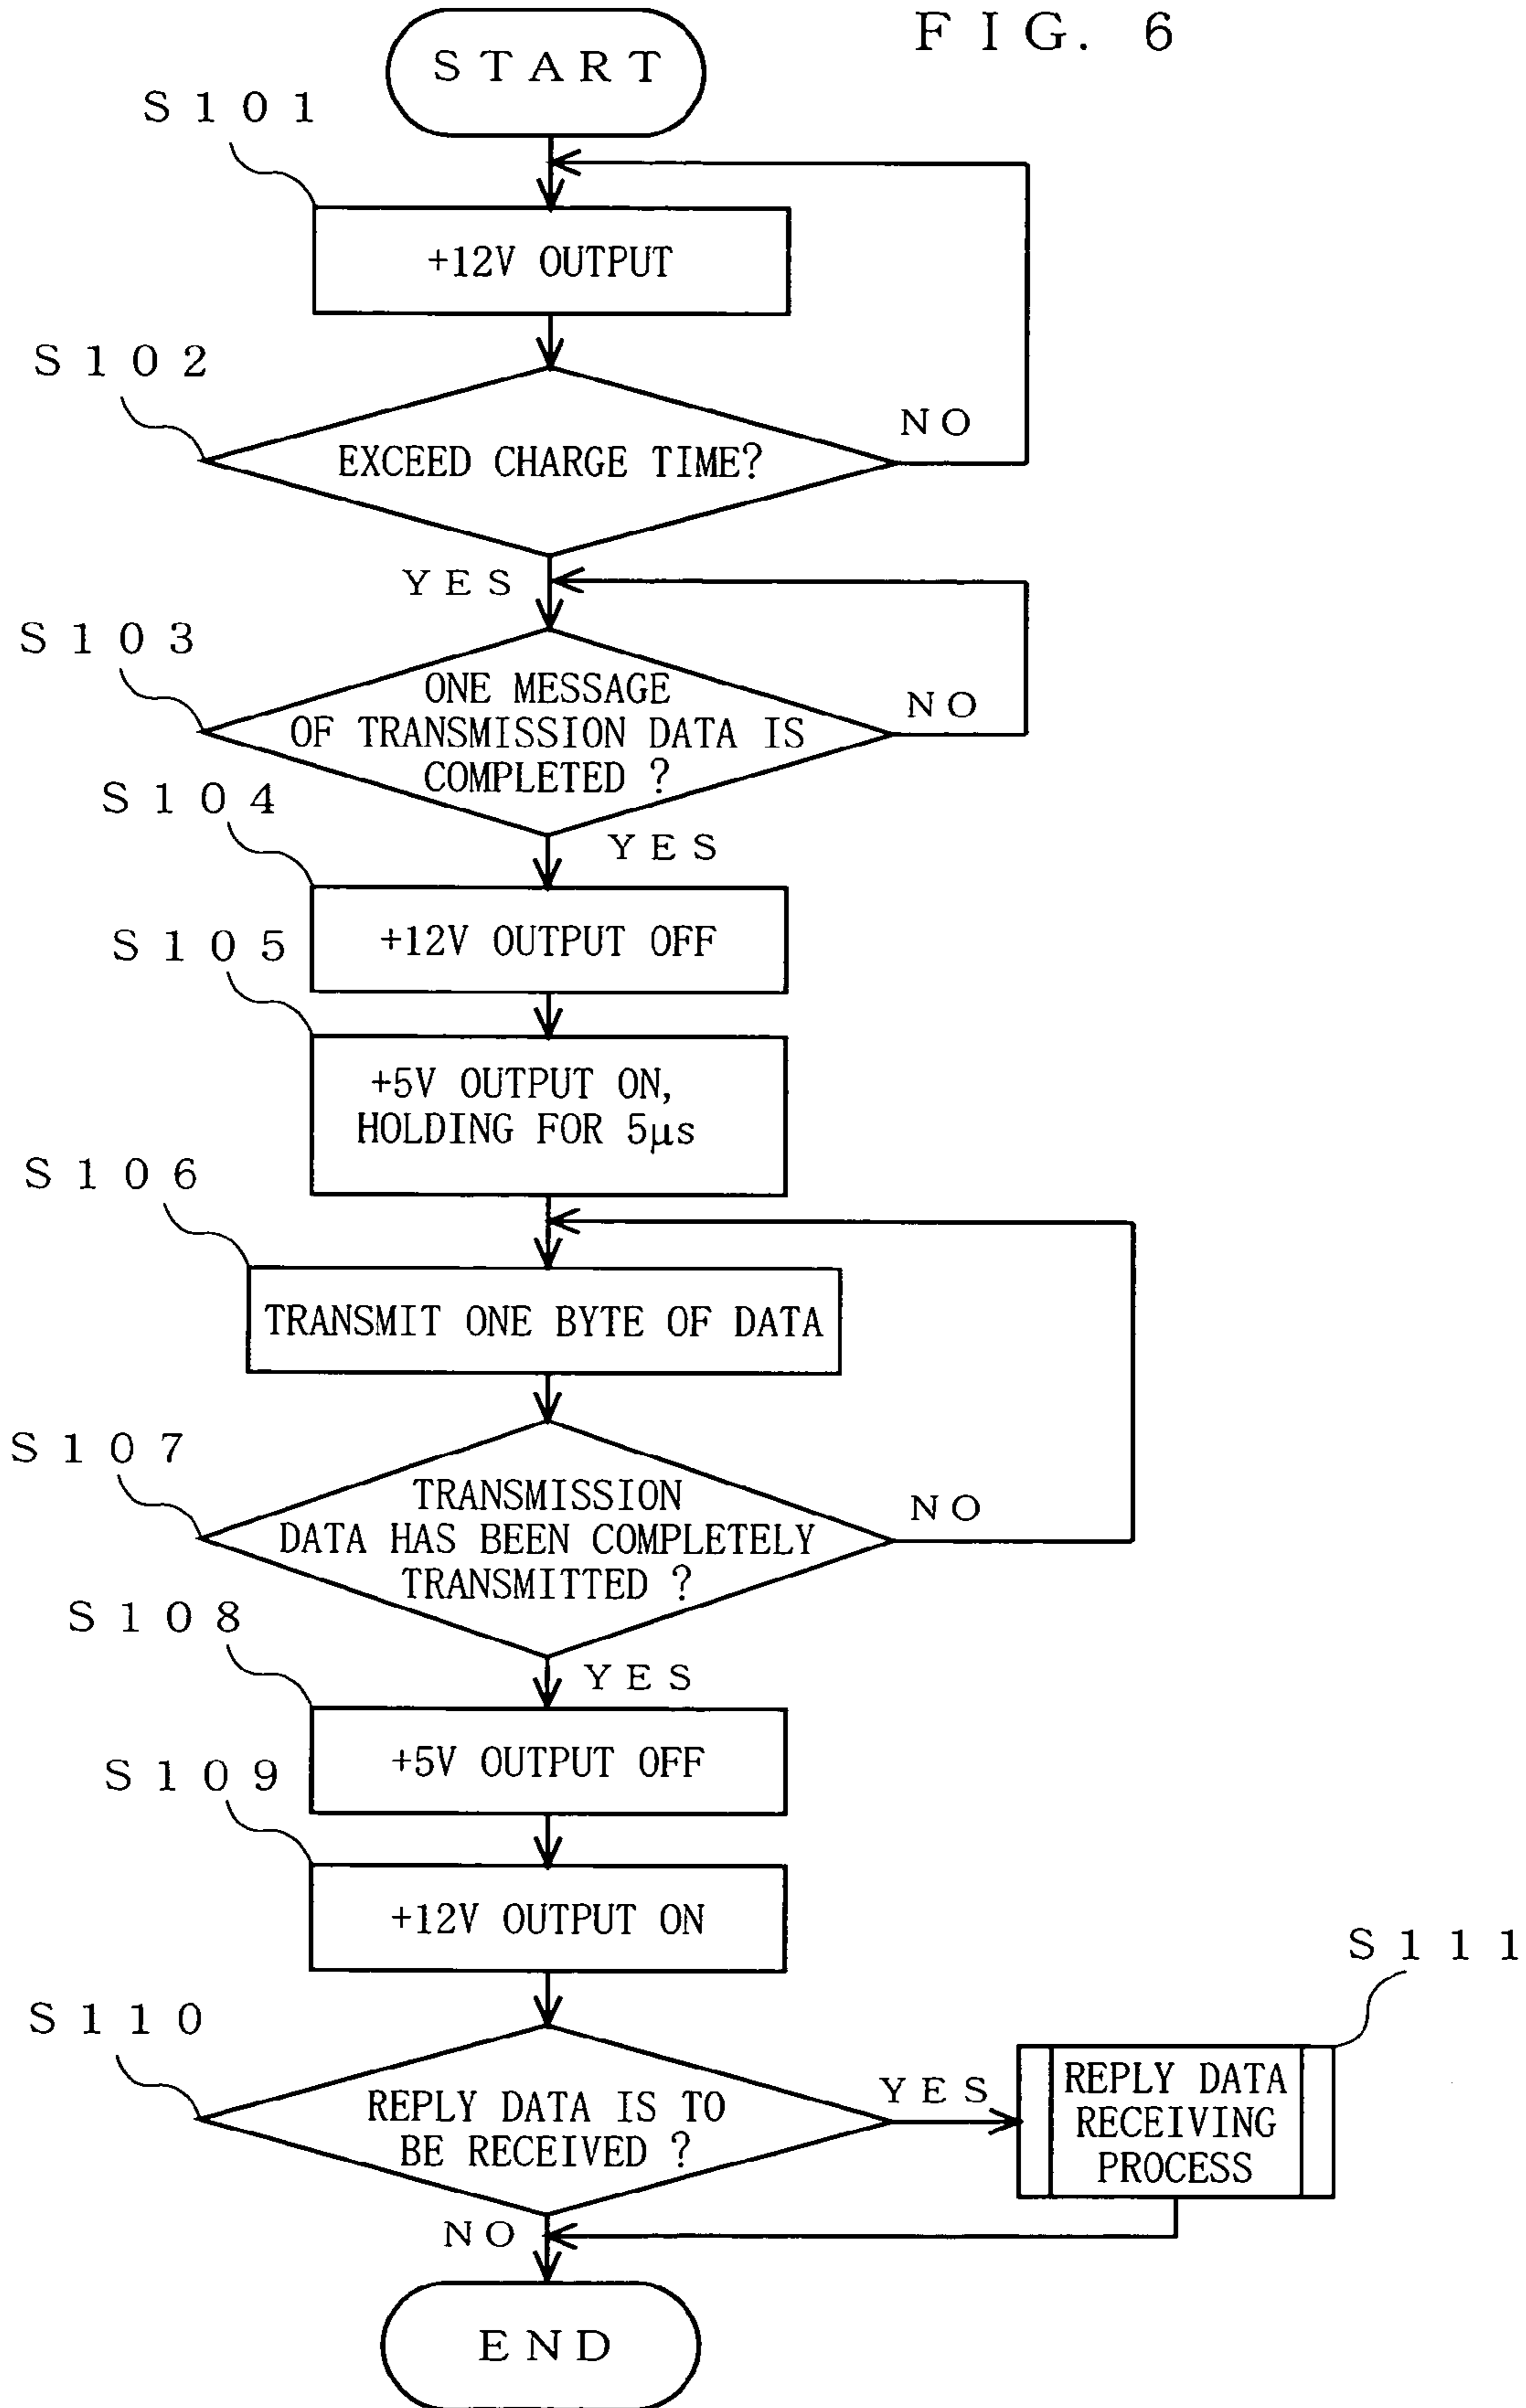 FIG. 6
START
S101
+12V OUTPUT
S102
EXCEED CHARGE TIME?
NO
YES
S103
ONE MESSAGE
OF TRANSMISSION DATA IS
COMPLETED ?
NO
YES
S104
+12V OUTPUT OFF
S105
+5V OUTPUT ON,
HOLDING FOR 5μs
S106
TRANSMIT ONE BYTE OF DATA
S107
TRANSMISSION
DATA HAS BEEN COMPLETELY
TRANSMITTED ?
NO
YES
S108
+5V OUTPUT OFF
S109
+12V OUTPUT ON
S110
REPLY DATA IS TO
BE RECEIVED ?
YES
S111
REPLY DATA
RECEIVING
PROCESS
NO
END